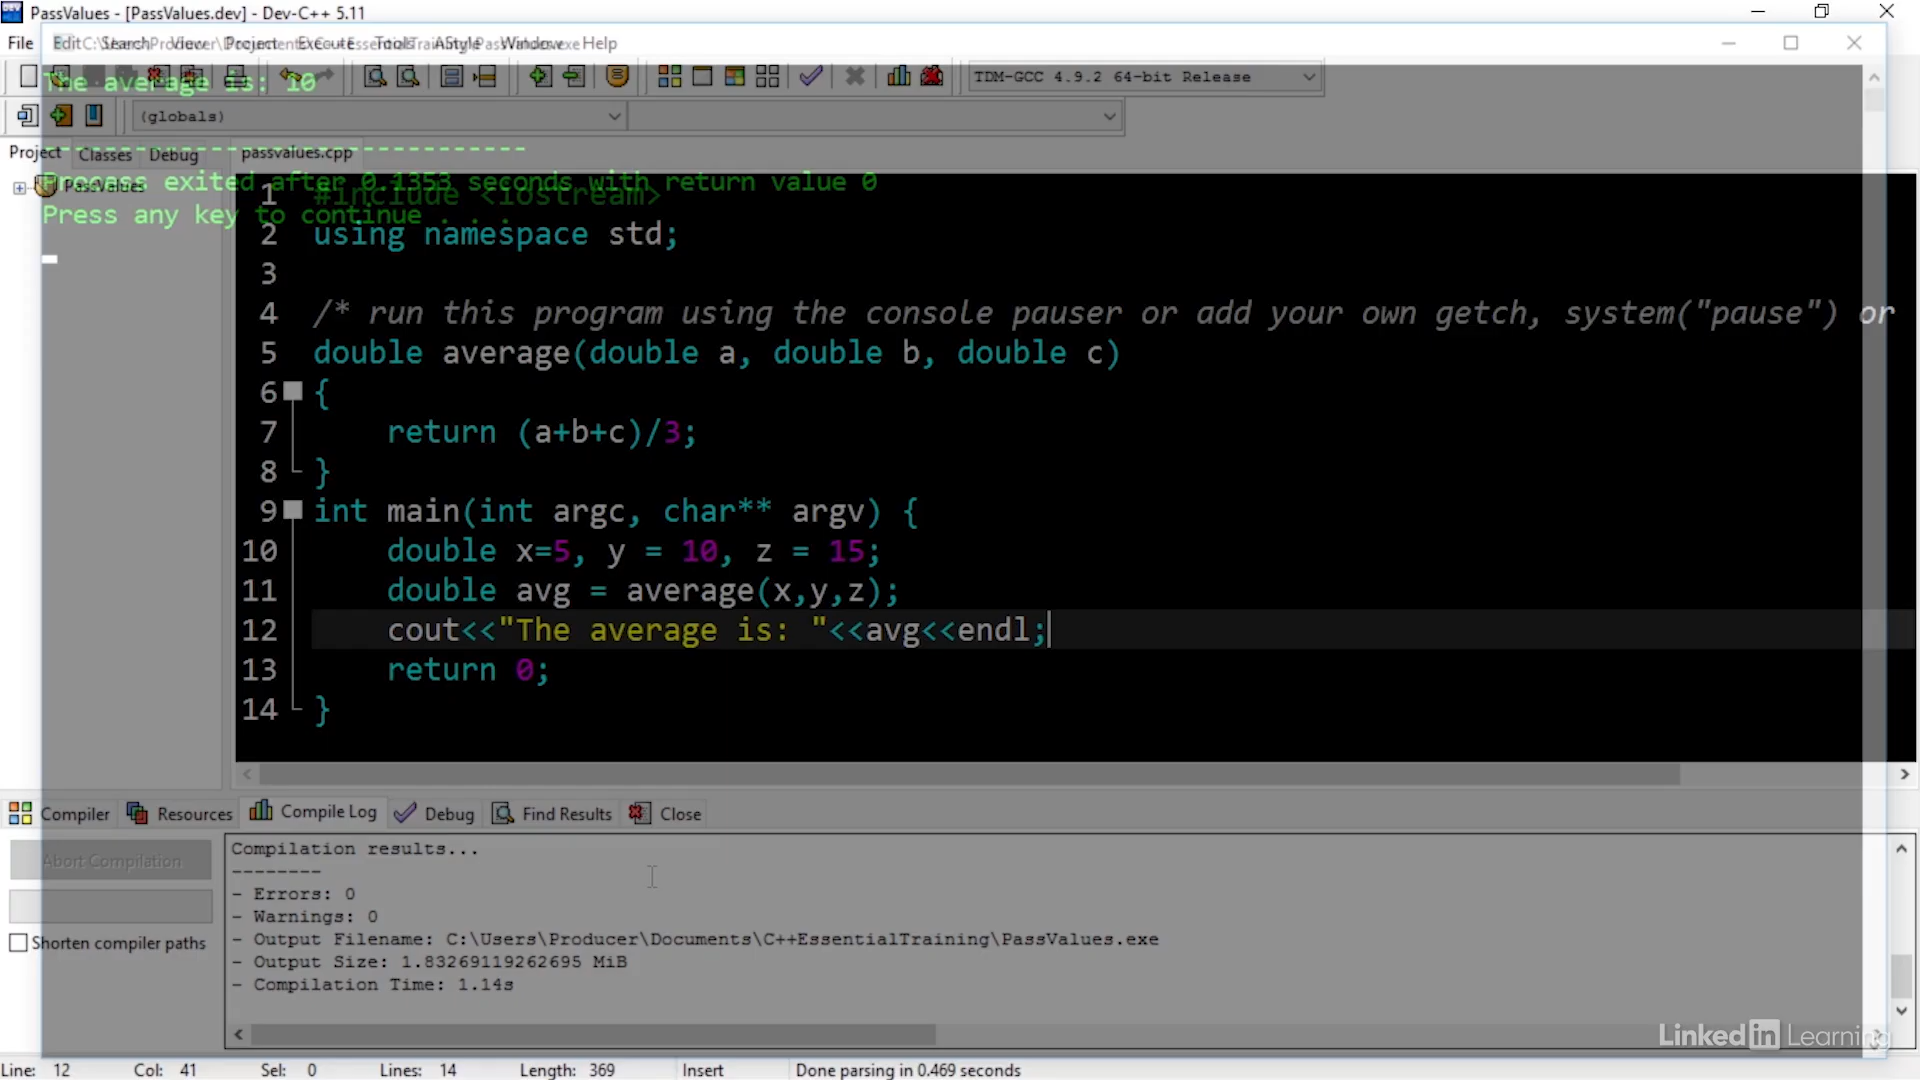 PassValues - [PassValues.dev] - Dev-C++ 5.11
File Edit Search View Project Execute Tools AStyle Window Help
The average is: 10
TDM-GCC 4.9.2 64-bit Release
(globals)
Project Classes Debug passvalues.cpp
--------------------------------
PassValues
Process exited after 0.1353 seconds with return value 0
Press any key to continue . . .
1 #include <iostream>
2 using namespace std;
3
4 /* run this program using the console pauser or add your own getch, system("pause") or
5 double average(double a, double b, double c)
6 {
7 return (a+b+c)/3;
8 }
9 int main(int argc, char** argv) {
10 double x=5, y = 10, z = 15;
11 double avg = average(x,y,z);
12 cout<<"The average is: "<<avg<<endl;
13 return 0;
14 }
Compiler Resources Compile Log Debug Find Results Close
Abort Compilation
Shorten compiler paths
Compilation results...
--------
- Errors: 0
- Warnings: 0
- Output Filename: C:\Users\Producer\Documents\C++EssentialTraining\PassValues.exe
- Output Size: 1.83269119262695 MiB
- Compilation Time: 1.14s
LinkedIn Learning
Line: 12 Col: 41 Sel: 0 Lines: 14 Length: 369 Insert Done parsing in 0.469 seconds